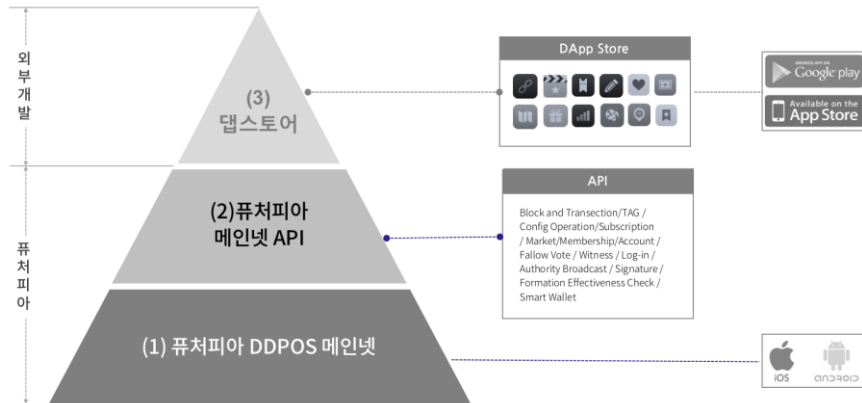 외부개발
퓨처피아
(3)
댑스토어
(2)퓨처피아
메인넷 API
(1) 퓨처피아 DDPOS 메인넷
DApp Store
ANDROID APP ON
Google play
Available on the
App Store
API
Block and Transection/TAG /
Config Operation/Subscription
/ Market/Membership/Account /
Fallow Vote / Witness / Log-in /
Authority Broadcast / Signature /
Formation Effectiveness Check /
Smart Wallet
iOS
ANDROID